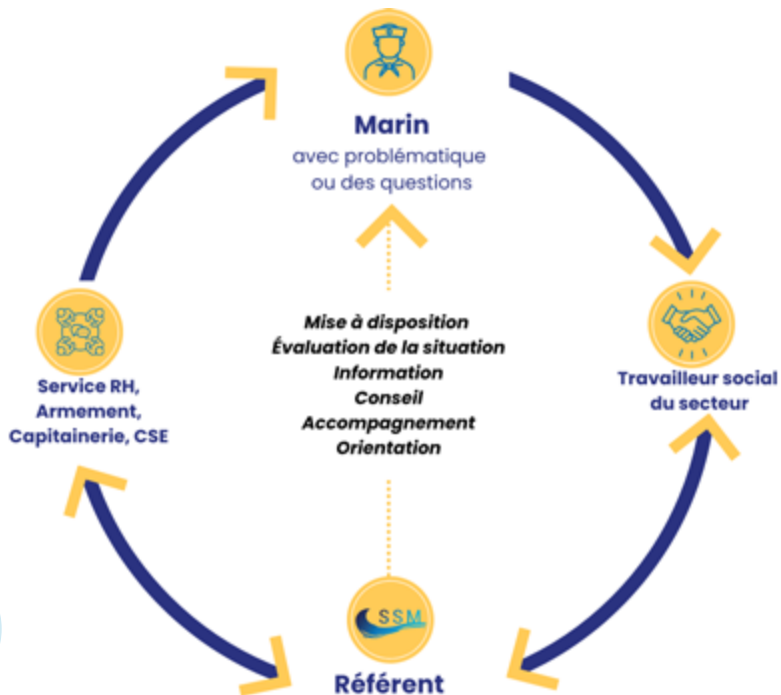 Marin
avec problématique
ou des questions
Mise à disposition
Évaluation de la situation
Information
Conseil
Accompagnement
Orientation
Service RH,
Armement,
Capitainerie, CSE
Travailleur social
du secteur
SSM
Référent